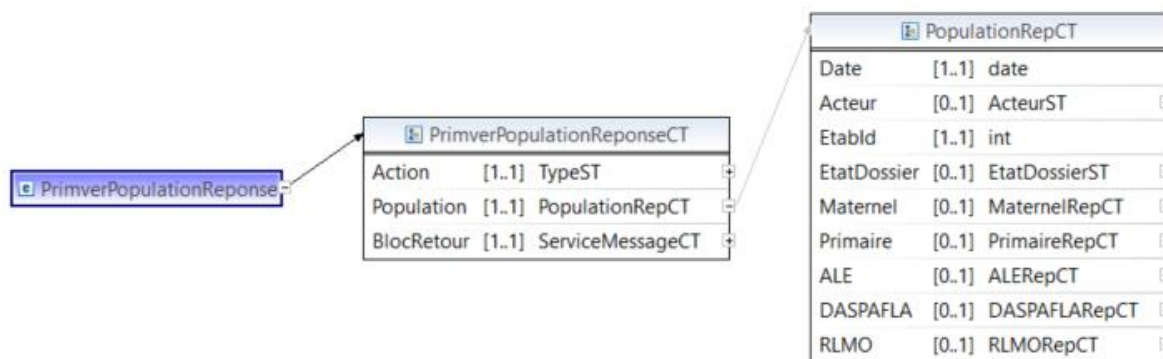 PrimverPopulationReponse
PrimverPopulationReponseCT
Action [1..1] TypeST
Population [1..1] PopulationRepCT
BlocRetour [1..1] ServiceMessageCT
PopulationRepCT
Date [1..1] date
Acteur [0..1] ActeurST
EtabId [1..1] int
EtatDossier [0..1] EtatDossierST
Maternel [0..1] MaternelRepCT
Primaire [0..1] PrimaireRepCT
ALE [0..1] ALERepCT
DASPAFLA [0..1] DASPAFLARepCT
RLMO [0..1] RLMORepCT